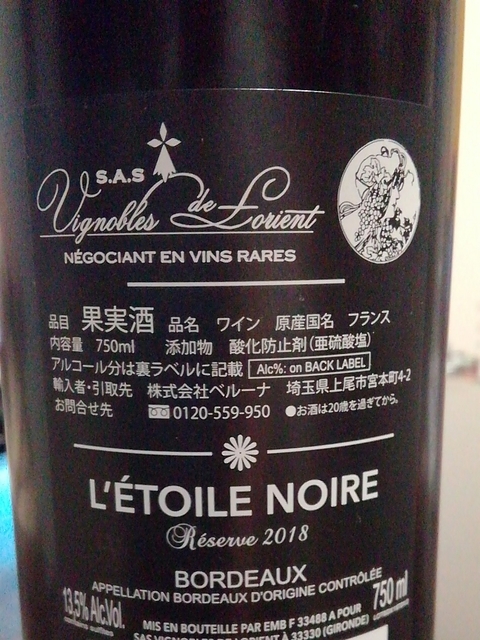 S.A.S
Vignobles de Lorient
NÉGOCIANT EN VINS RARES
品目 果実酒 品名 ワイン 原産国名 フランス
内容量 750ml 添加物 酸化防止剤(亜硫酸塩)
アルコール分は裏ラベルに記載 Alc%: on BACK LABEL
輸入者・引取先 株式会社ベルーナ 埼玉県上尾市宮本町4-2
お問合せ先 0120-559-950 ●お酒は20歳を過ぎてから。
L'ÉTOILE NOIRE
Réserve 2018
BORDEAUX
APPELLATION BORDEAUX D'ORIGINE CONTRÔLÉE
13,5% Alc.Vol. 750 ml
MIS EN BOUTEILLE PAR EMB F 33488 A POUR
SAS VIGNOBLES DE LORIENT À 33330 (GIRONDE)